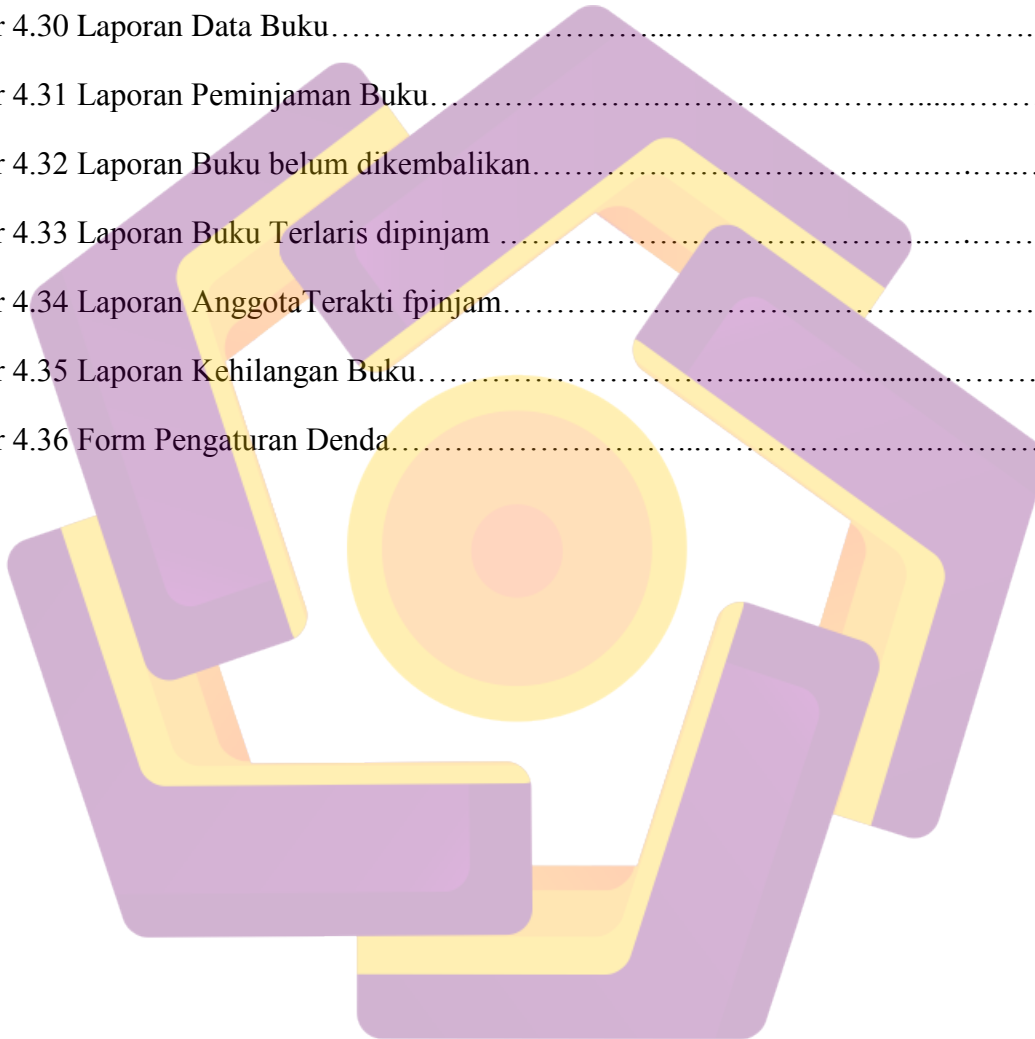 r 4.30 Laporan Data Buku……………………………...……………………………….
r 4.31 Laporan Peminjaman Buku…………………………………………....………
r 4.32 Laporan Buku belum dikembalikan…………………………………….….….
r 4.33 Laporan Buku Terlaris dipinjam …………………………………….….………
r 4.34 Laporan AnggotaTerakti fpinjam…………………………………....………
r 4.35 Laporan Kehilangan Buku…………………………...........................………
r 4.36 Form Pengaturan Denda………………………...…………………….………